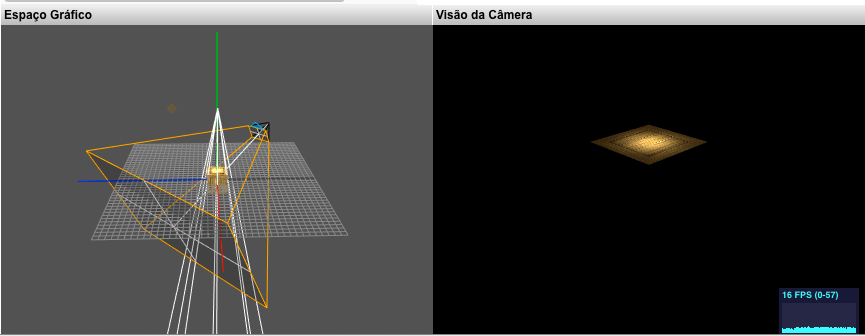 Espaço Gráfico
Visão da Câmera
16 FPS (0-57)